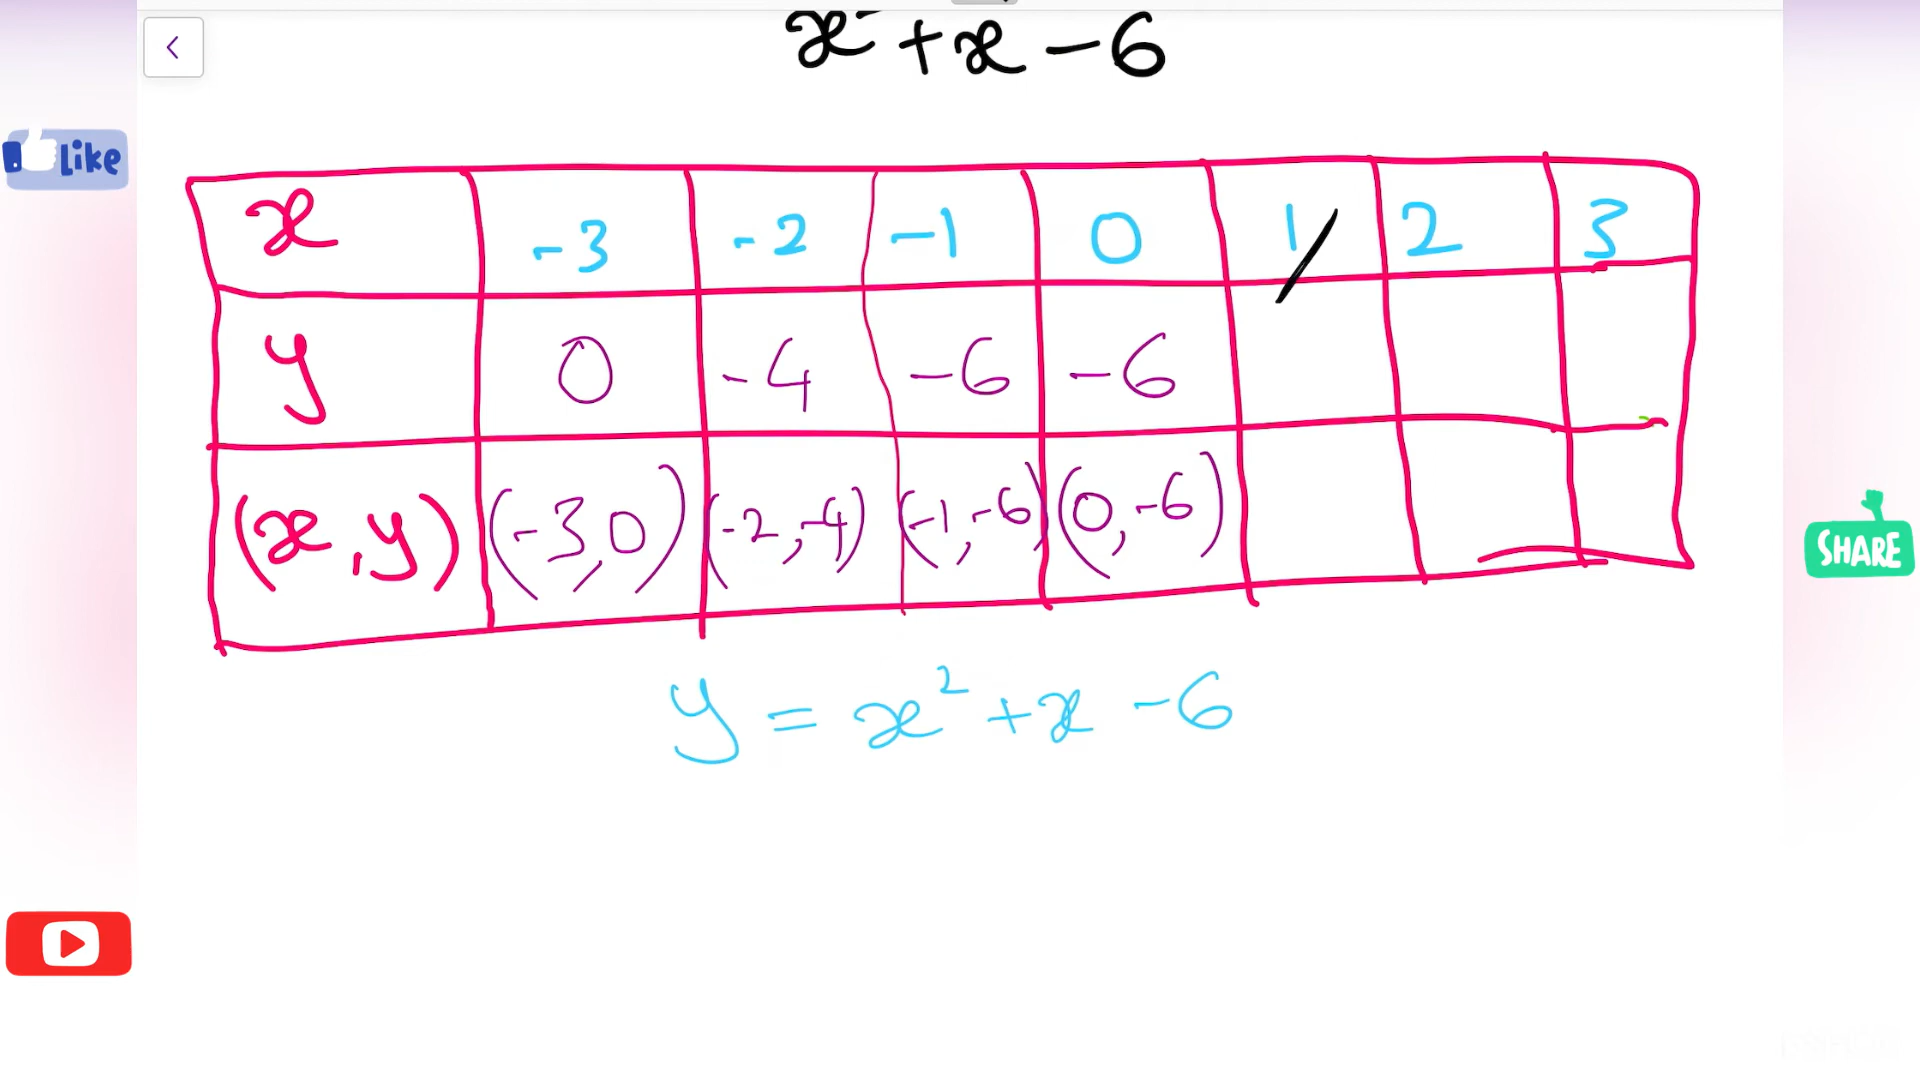 x² + x - 6
Like
x -3 -2 -1 0 1 2 3
y 0 -4 -6 -6
(x,y) (-3,0) (-2,-4) (-1,-6) (0,-6)
SHARE
y = x² + x - 6